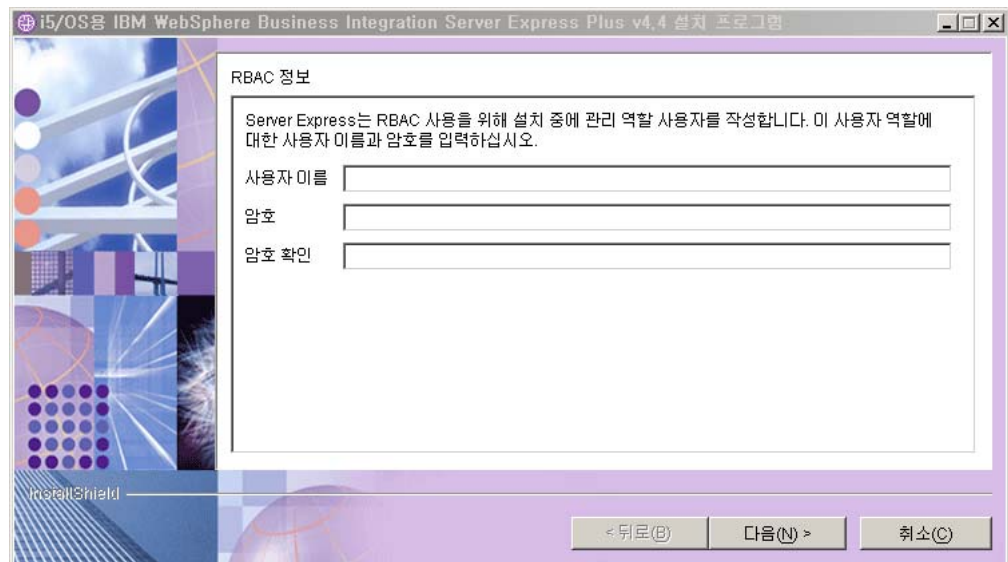 i5/OS용 IBM WebSphere Business Integration Server Express Plus v4.4 설치 프로그램
RBAC 정보
Server Express는 RBAC 사용을 위해 설치 중에 관리 역할 사용자를 작성합니다. 이 사용자 역할에
대한 사용자 이름과 암호를 입력하십시오.
사용자 이름
암호
암호 확인
InstallShield
< 뒤로(B)
다음(N) >
취소(C)